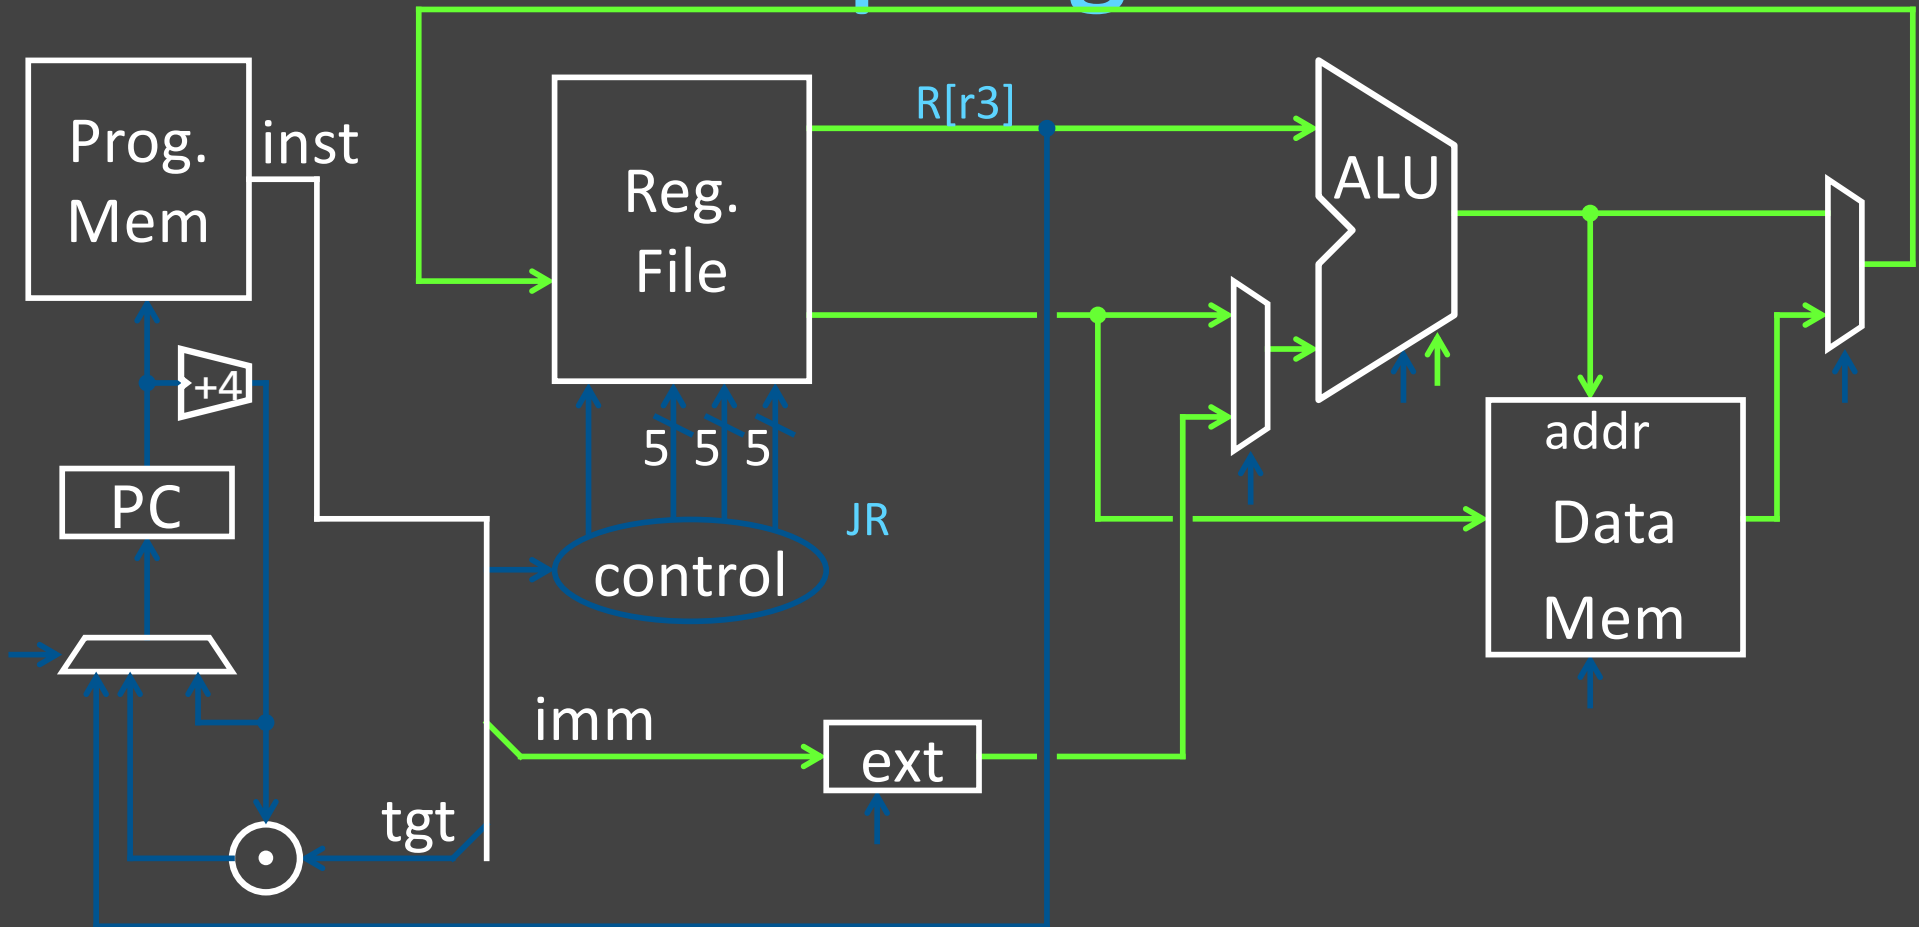 Prog.
Mem
inst
R[r3]
ALU
Reg.
File
+4
5 5 5
addr
PC
JR
Data
control
Mem
imm
ext
tgt